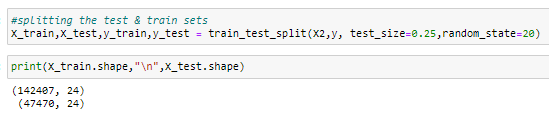 #splitting the test & train sets
X_train,X_test,y_train,y_test = train_test_split(X2,y, test_size=0.25,random_state=20)
print(X_train.shape,"\n",X_test.shape)
(142407, 24)
(47470, 24)